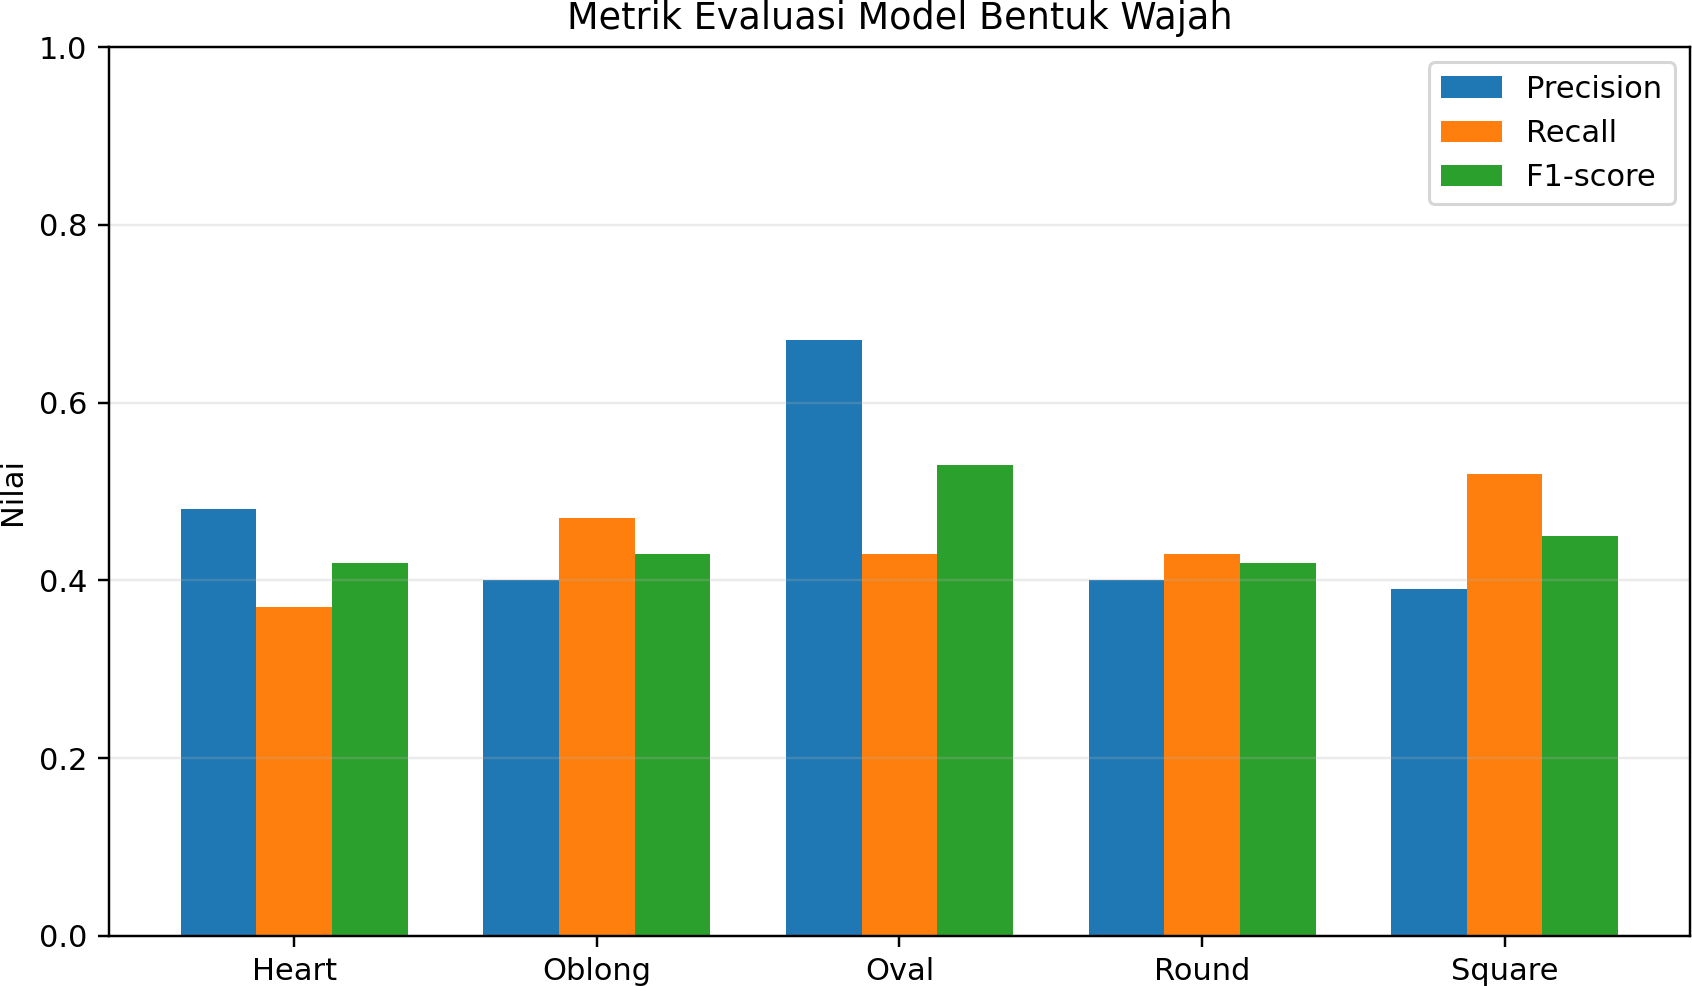 Metrik Evaluasi Model Bentuk Wajah
1.0
0.8
0.6
0.4
0.2
0.0
Nilai
Precision
Recall
F1-score
Heart Oblong Oval Round Square